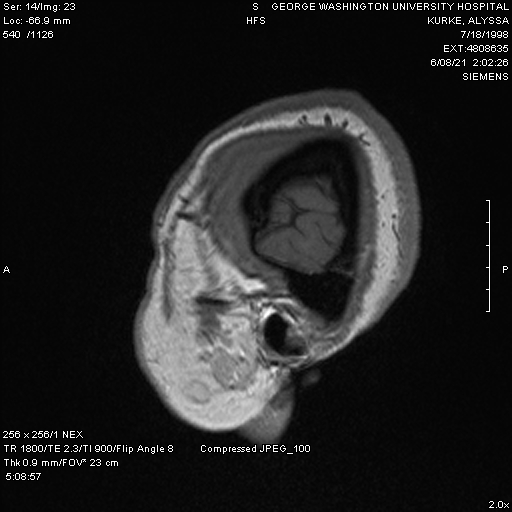 Ser: 14/Img: 23
Loc: -66.9 mm
540 /1126
S
HFS
GEORGE WASHINGTON UNIVERSITY HOSPITAL
KURKE, ALYSSA
7/18/1998
EXT:4808635
6/08/21 2:02:26
SIEMENS
A
P
256 x 256/1 NEX
TR 1800/TE 2.3/TI 900/Flip Angle 8
Compressed JPEG_100
Thk 0.9 mm/FOV* 23 cm
5:08:57
2.0x